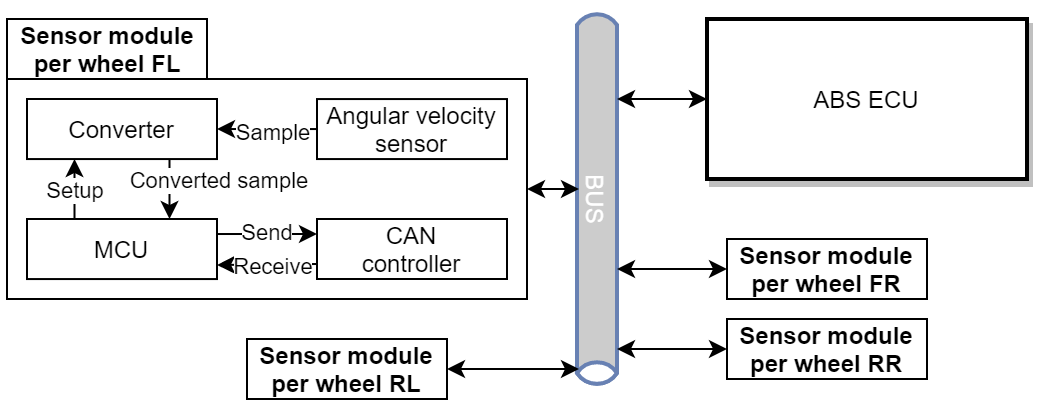 Sensor module
per wheel FL
Converter
Sample
Angular velocity
sensor
Setup
Converted sample
MCU
Send
Receive
CAN
controller
BUS
ABS ECU
Sensor module
per wheel FR
Sensor module
per wheel RR
Sensor module
per wheel RL